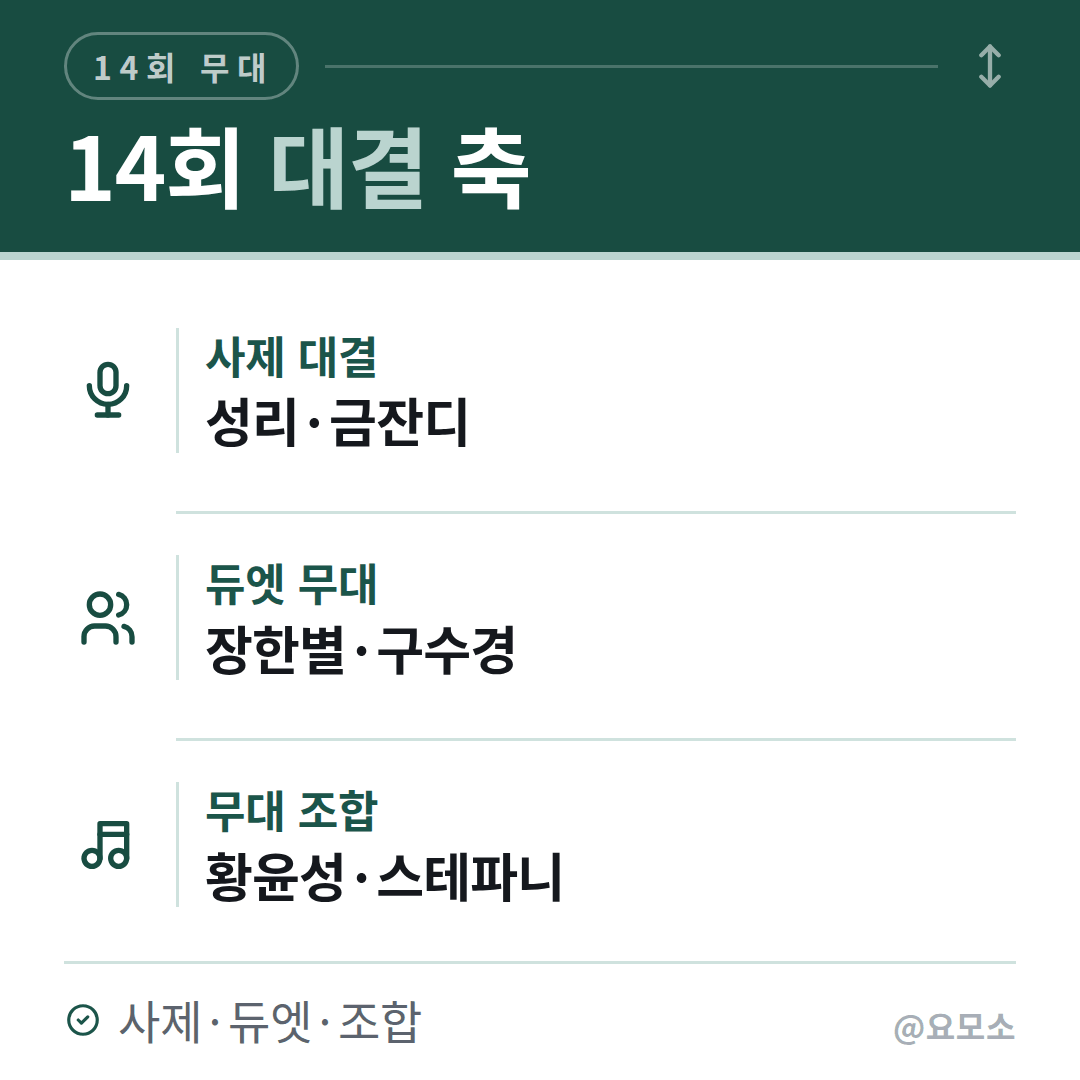 14회 무대
14회 대결 축
사제 대결
성리·금잔디
듀엣 무대
장한별·구수경
무대 조합
황윤성·스테파니
사제·듀엣·조합
@요모소